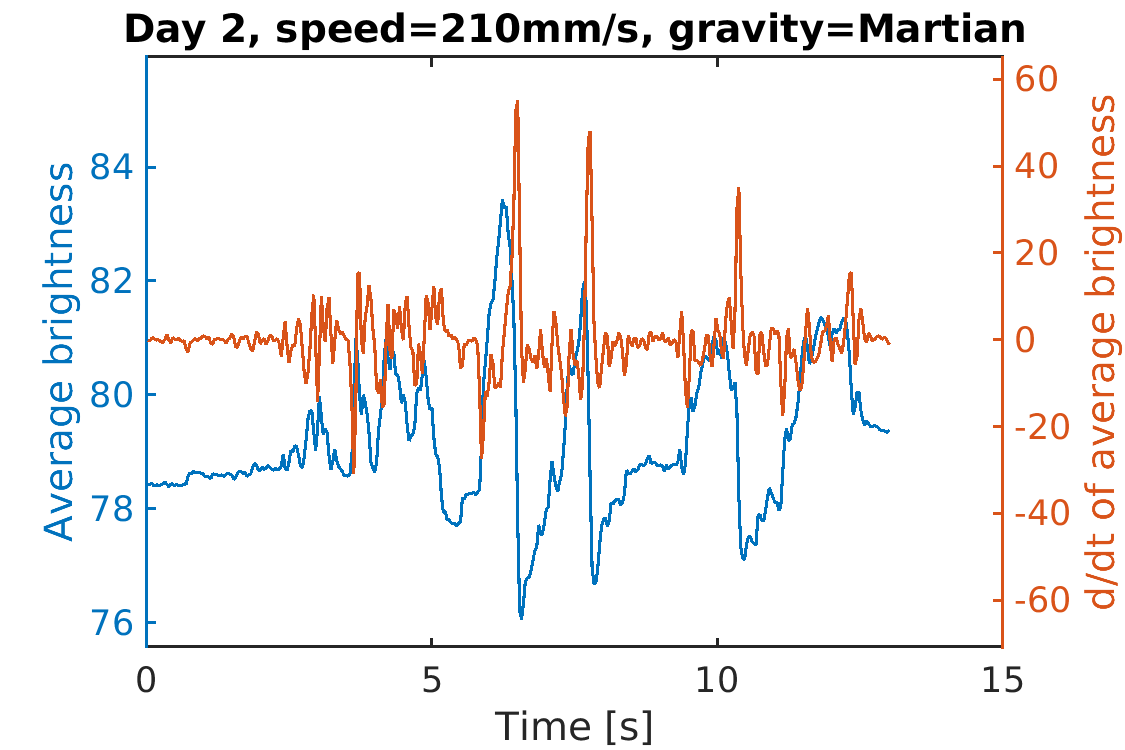 Day 2, speed=210mm/s, gravity=Martian
Average brightness
84
82
80
78
76
60
40
20
0
-20
-40
-60
d/dt of average brightness
0 5 10 15
Time [s]